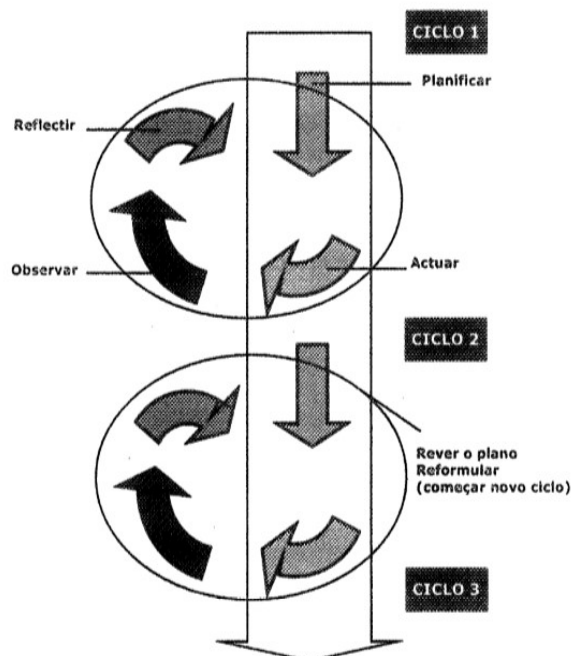 CICLO 1
Planificar
Reflectir
Observar
Actuar
CICLO 2
Rever o plano
Reformular
(começar novo ciclo)
CICLO 3